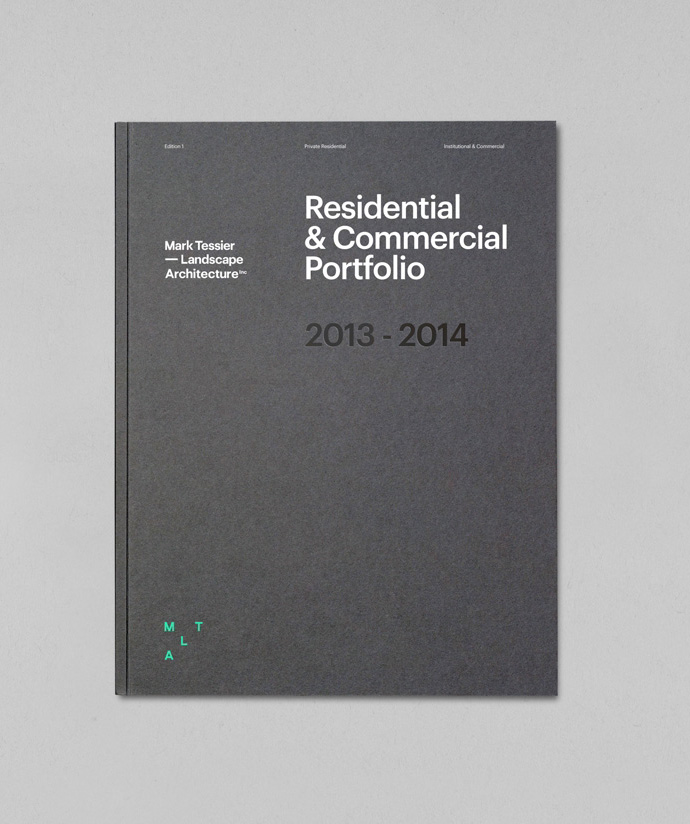 Edition 1
Private Residential
Institutional & Commercial
Residential
& Commercial
Portfolio
Mark Tessier
— Landscape
Architecture Inc
2013 - 2014
M T
L
A